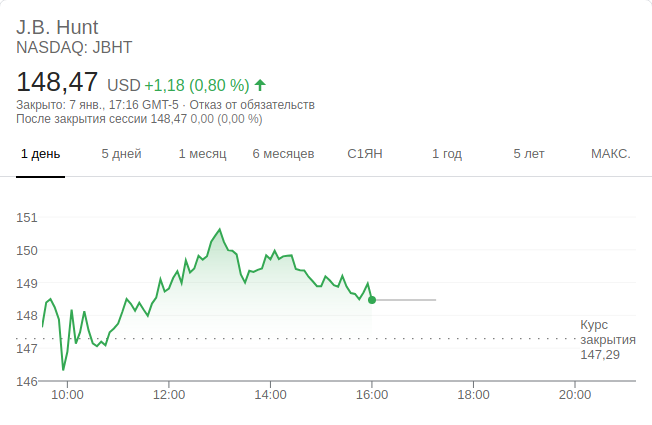 J.B. Hunt
NASDAQ: JBHT
148,47 USD +1,18 (0,80 %)
Закрыто: 7 янв., 17:16 GMT-5 · Отказ от обязательств
После закрытия сессии 148,47 0,00 (0,00 %)
1 день 5 дней 1 месяц 6 месяцев С1ЯН 1 год 5 лет МАКС.
151
150
149
148
Курс
закрытия
147
147,29
146
10:00 12:00 14:00 16:00 18:00 20:00